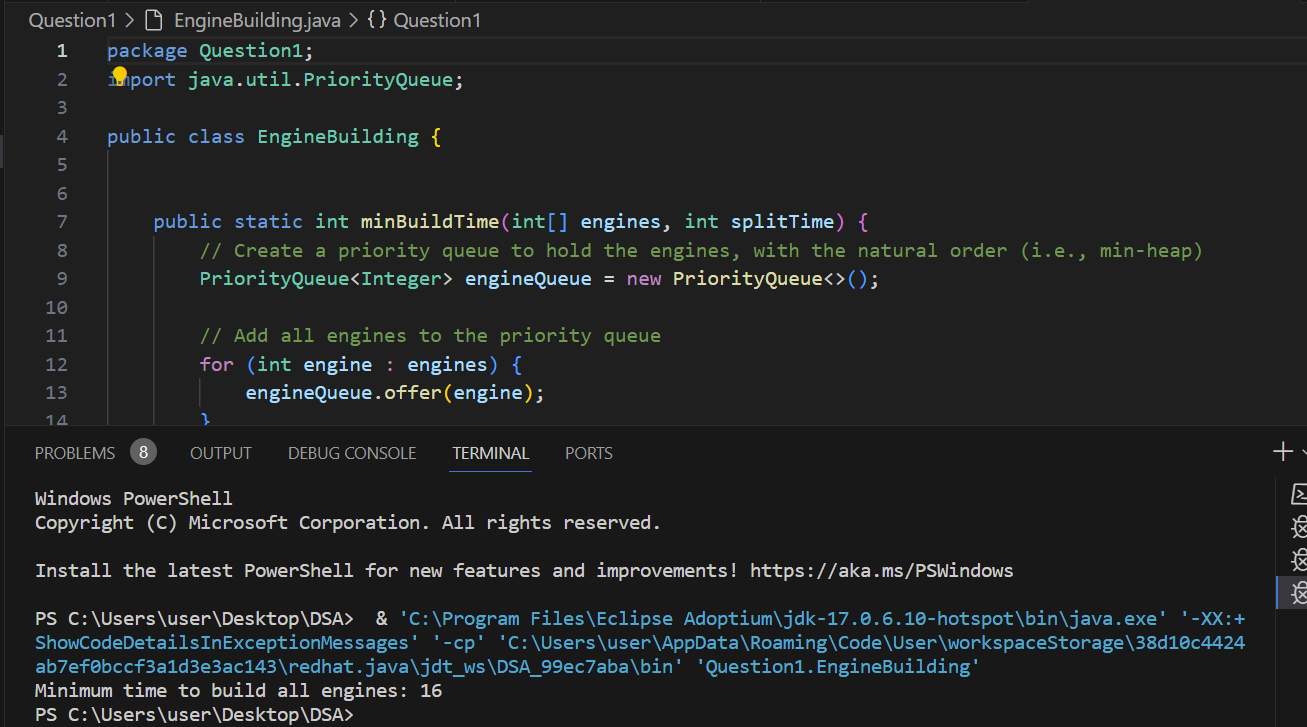 Question1 > EngineBuilding.java > {} Question1
1 package Question1;
2 import java.util.PriorityQueue;
3
4 public class EngineBuilding {
5
6
7 public static int minBuildTime(int[] engines, int splitTime) {
8 // Create a priority queue to hold the engines, with the natural order (i.e., min-heap)
9 PriorityQueue<Integer> engineQueue = new PriorityQueue<>();
10
11 // Add all engines to the priority queue
12 for (int engine : engines) {
13 engineQueue.offer(engine);
14 }
PROBLEMS 8 OUTPUT DEBUG CONSOLE TERMINAL PORTS
Windows PowerShell
Copyright (C) Microsoft Corporation. All rights reserved.
Install the latest PowerShell for new features and improvements! https://aka.ms/PSWindows
PS C:\Users\user\Desktop\DSA> & 'C:\Program Files\Eclipse Adoptium\jdk-17.0.6.10-hotspot\bin\java.exe' '-XX:+
ShowCodeDetailsInExceptionMessages' '-cp' 'C:\Users\user\AppData\Roaming\Code\User\workspaceStorage\38d10c4424
ab7ef0bccf3a1d3e3ac143\redhat.java\jdt_ws\DSA_99ec7aba\bin' 'Question1.EngineBuilding'
Minimum time to build all engines: 16
PS C:\Users\user\Desktop\DSA>